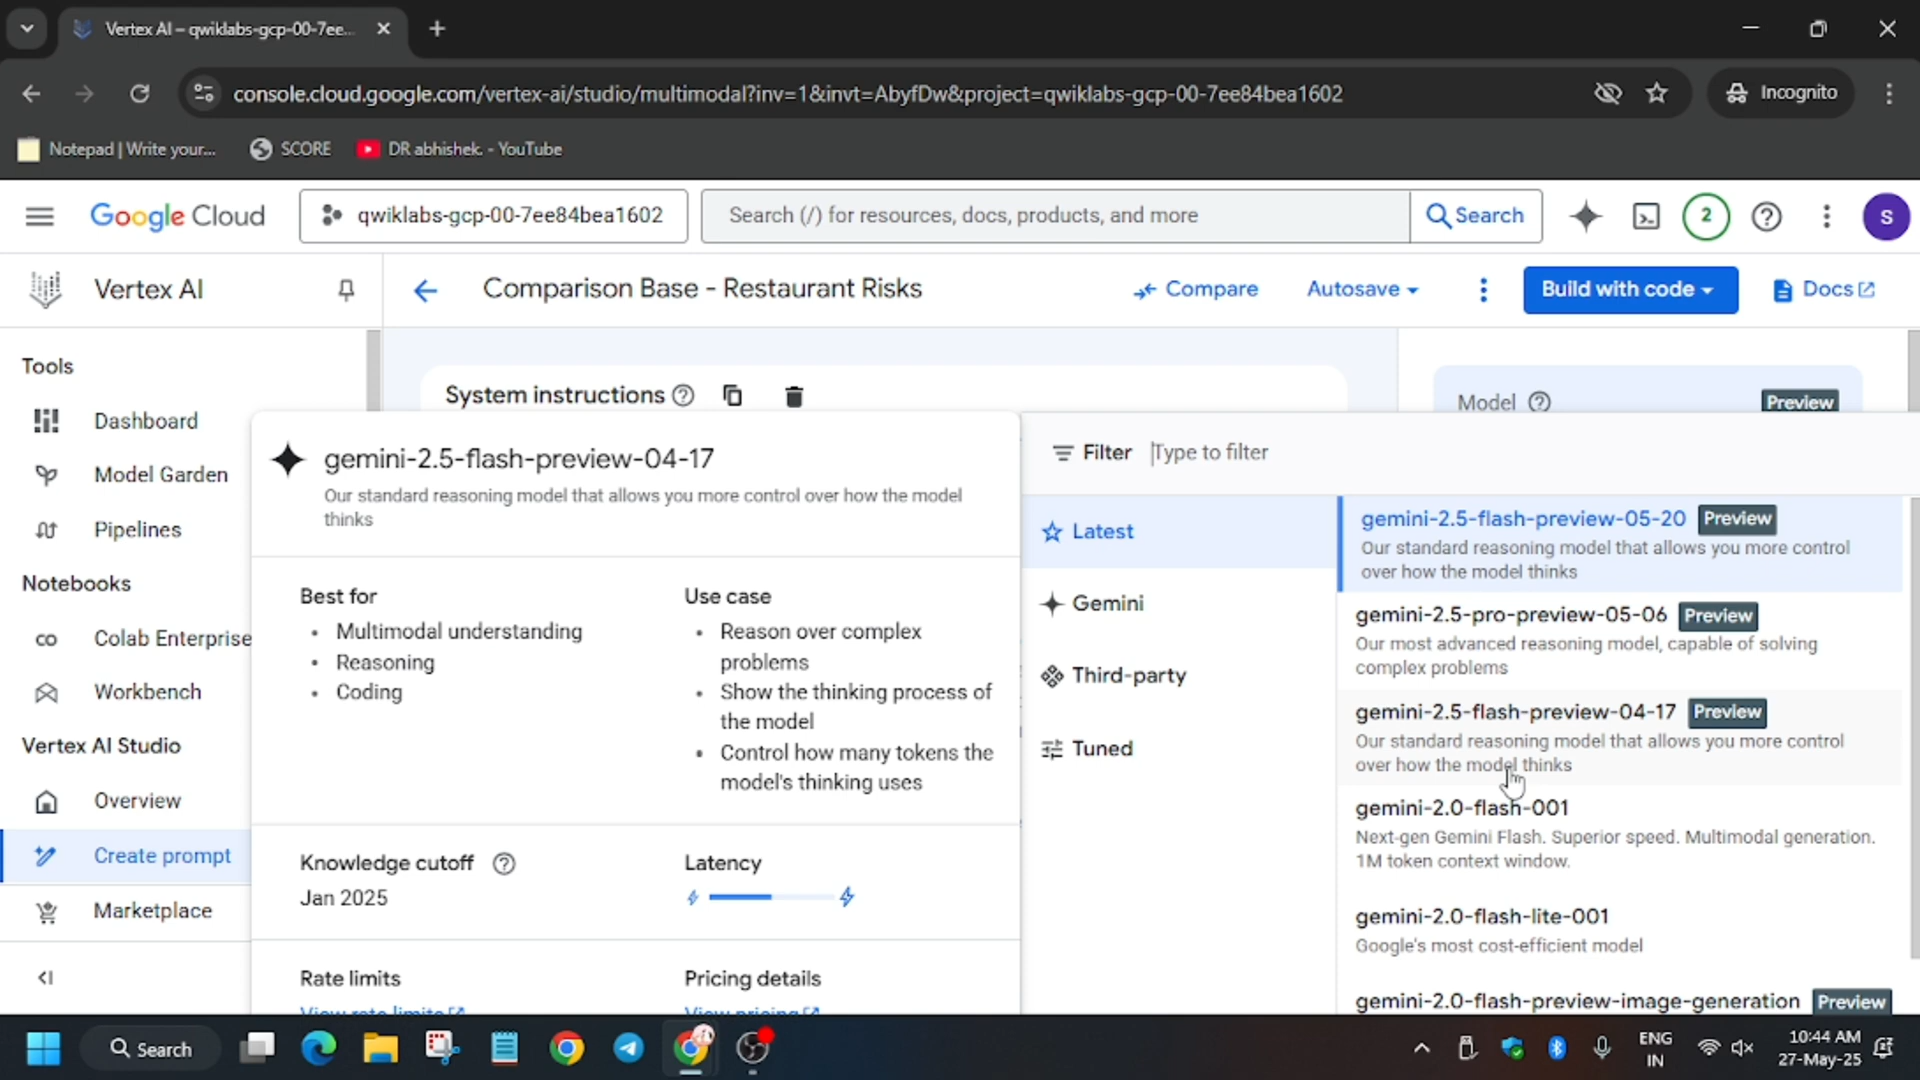 Vertex AI – qwiklabs-gcp-00-7ee...
console.cloud.google.com/vertex-ai/studio/multimodal?inv=1&invt=AbyfDw&project=qwiklabs-gcp-00-7ee84bea1602
Incognito
Notepad | Write your...
SCORE
DR abhishek. - YouTube
Google Cloud
qwiklabs-gcp-00-7ee84bea1602
Search (/) for resources, docs, products, and more
Search
2
S
Vertex AI
Comparison Base - Restaurant Risks
Compare
Autosave
Build with code
Docs
Tools
Dashboard
Model Garden
Pipelines
Notebooks
Colab Enterprise
Workbench
Vertex AI Studio
Overview
Create prompt
Marketplace
System instructions
Model
Preview
gemini-2.5-flash-preview-04-17
Our standard reasoning model that allows you more control over how the model
thinks
Best for
Multimodal understanding
Reasoning
Coding
Use case
Reason over complex
problems
Show the thinking process of
the model
Control how many tokens the
model's thinking uses
Knowledge cutoff
Jan 2025
Latency
Rate limits
View rate limits
Pricing details
View pricing
Filter Type to filter
Latest
Gemini
Third-party
Tuned
gemini-2.5-flash-preview-05-20 Preview
Our standard reasoning model that allows you more control
over how the model thinks
gemini-2.5-pro-preview-05-06 Preview
Our most advanced reasoning model, capable of solving
complex problems
gemini-2.5-flash-preview-04-17 Preview
Our standard reasoning model that allows you more control
over how the model thinks
gemini-2.0-flash-001
Next-gen Gemini Flash. Superior speed. Multimodal generation.
1M token context window.
gemini-2.0-flash-lite-001
Google's most cost-efficient model
gemini-2.0-flash-preview-image-generation Preview
Search
ENG
IN
10:44 AM
27-May-25